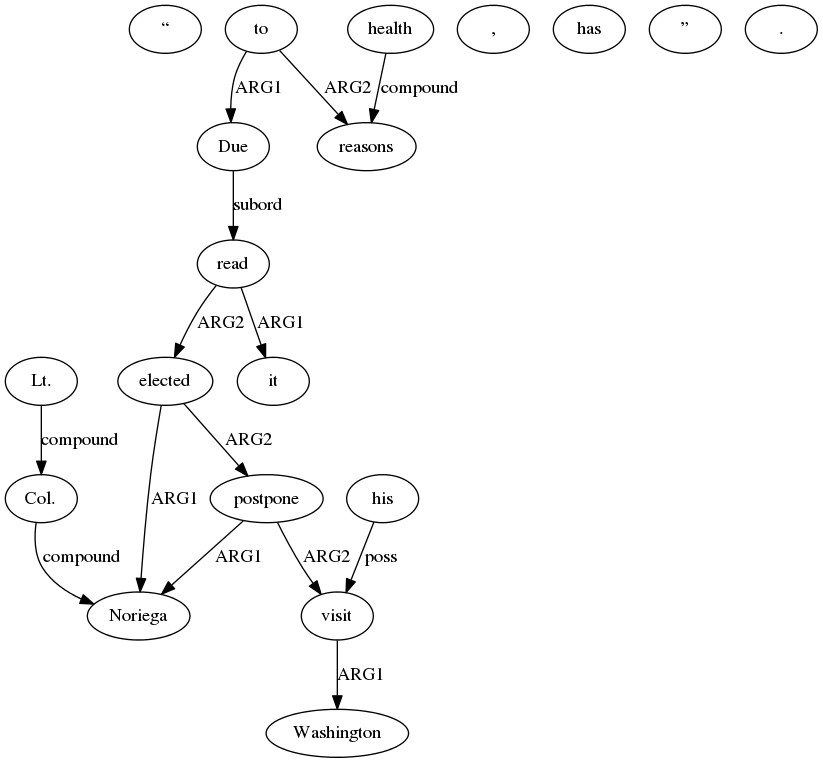 “ to health , has ” .
ARG1 ARG2 compound
Due reasons
subord
read
ARG2 ARG1
Lt. elected it
compound ARG2
Col. postpone his
compound ARG1 ARG1 ARG2 poss
Noriega visit
ARG1
Washington